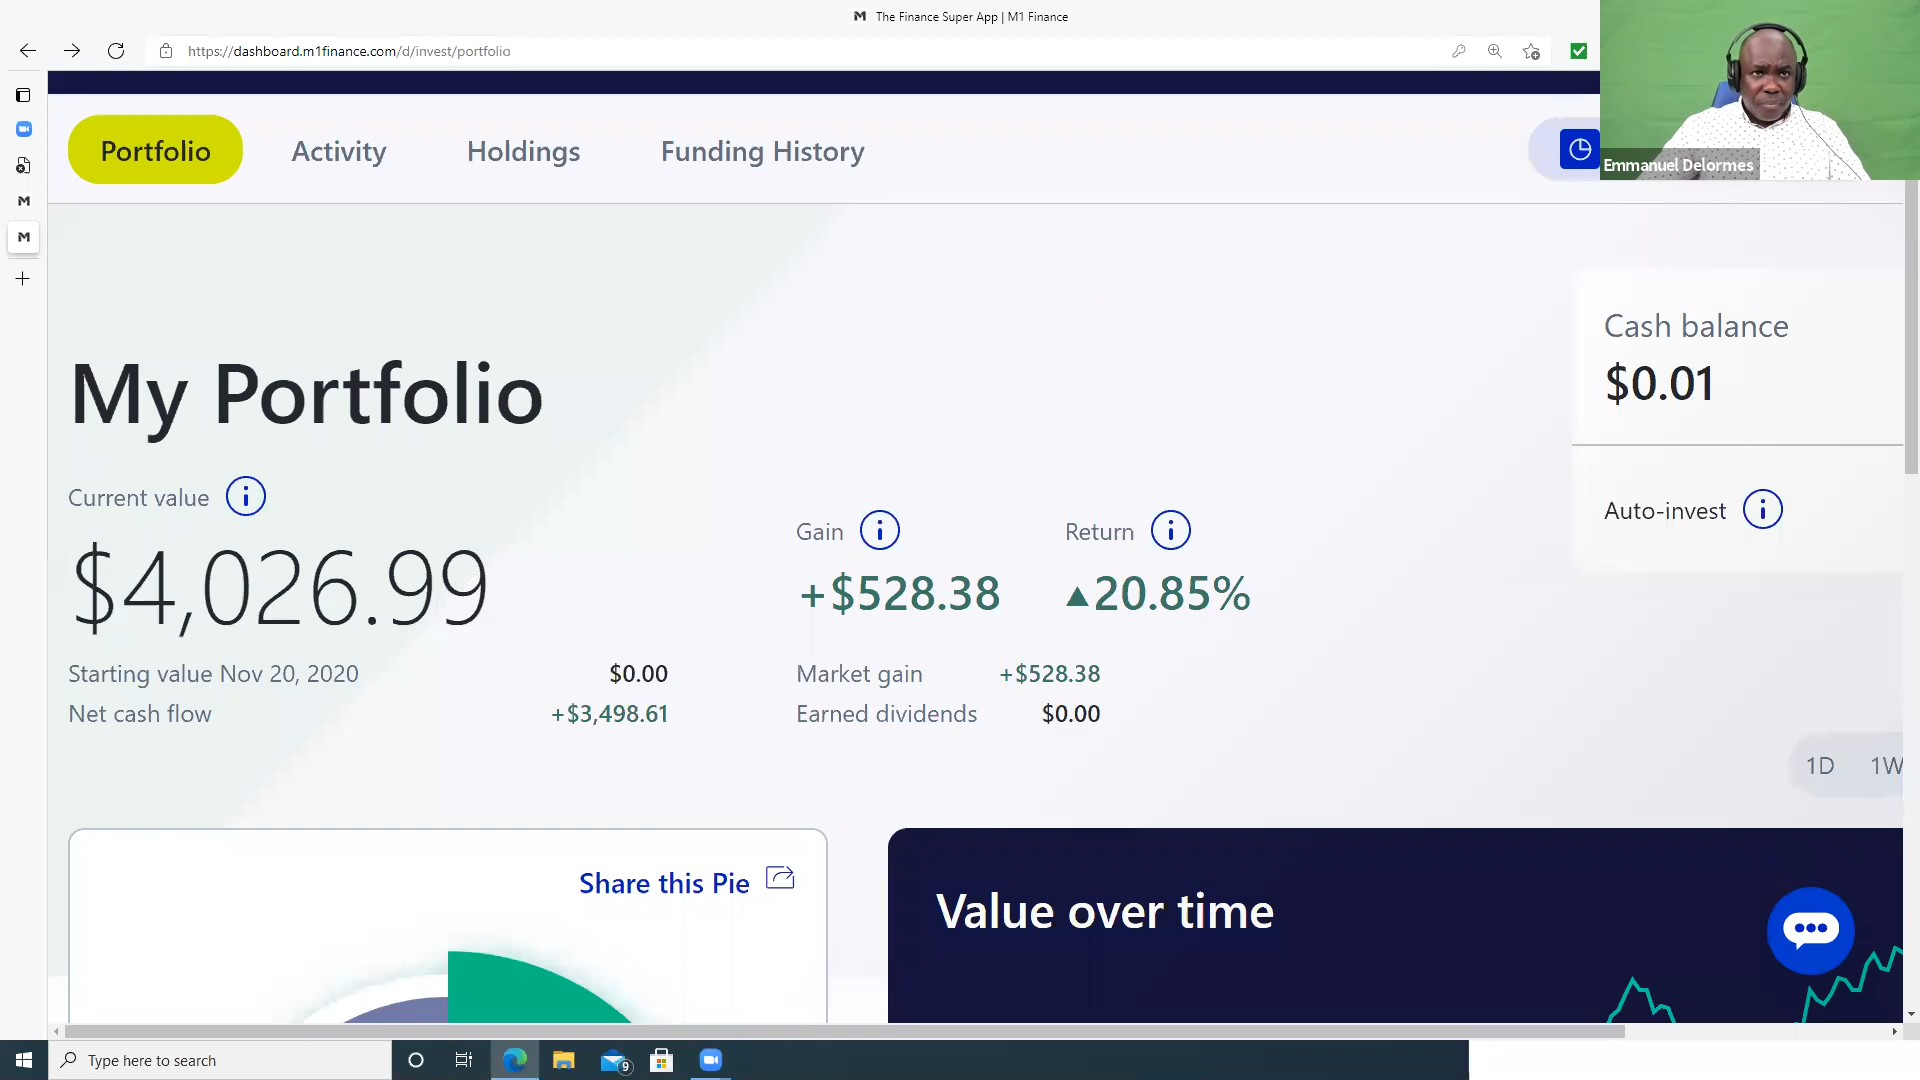 The Finance Super App | M1 Finance
https://dashboard.m1finance.com/d/invest/portfolio
Emmanuel Delormes
Portfolio
Activity
Holdings
Funding History
My Portfolio
Cash balance
$0.01
Auto-invest
Current value
$4,026.99
Starting value Nov 20, 2020 $0.00
Net cash flow +$3,498.61
Gain
+$528.38
Return
▲20.85%
Market gain +$528.38
Earned dividends $0.00
1D 1W
Share this Pie
Value over time
Type here to search
9